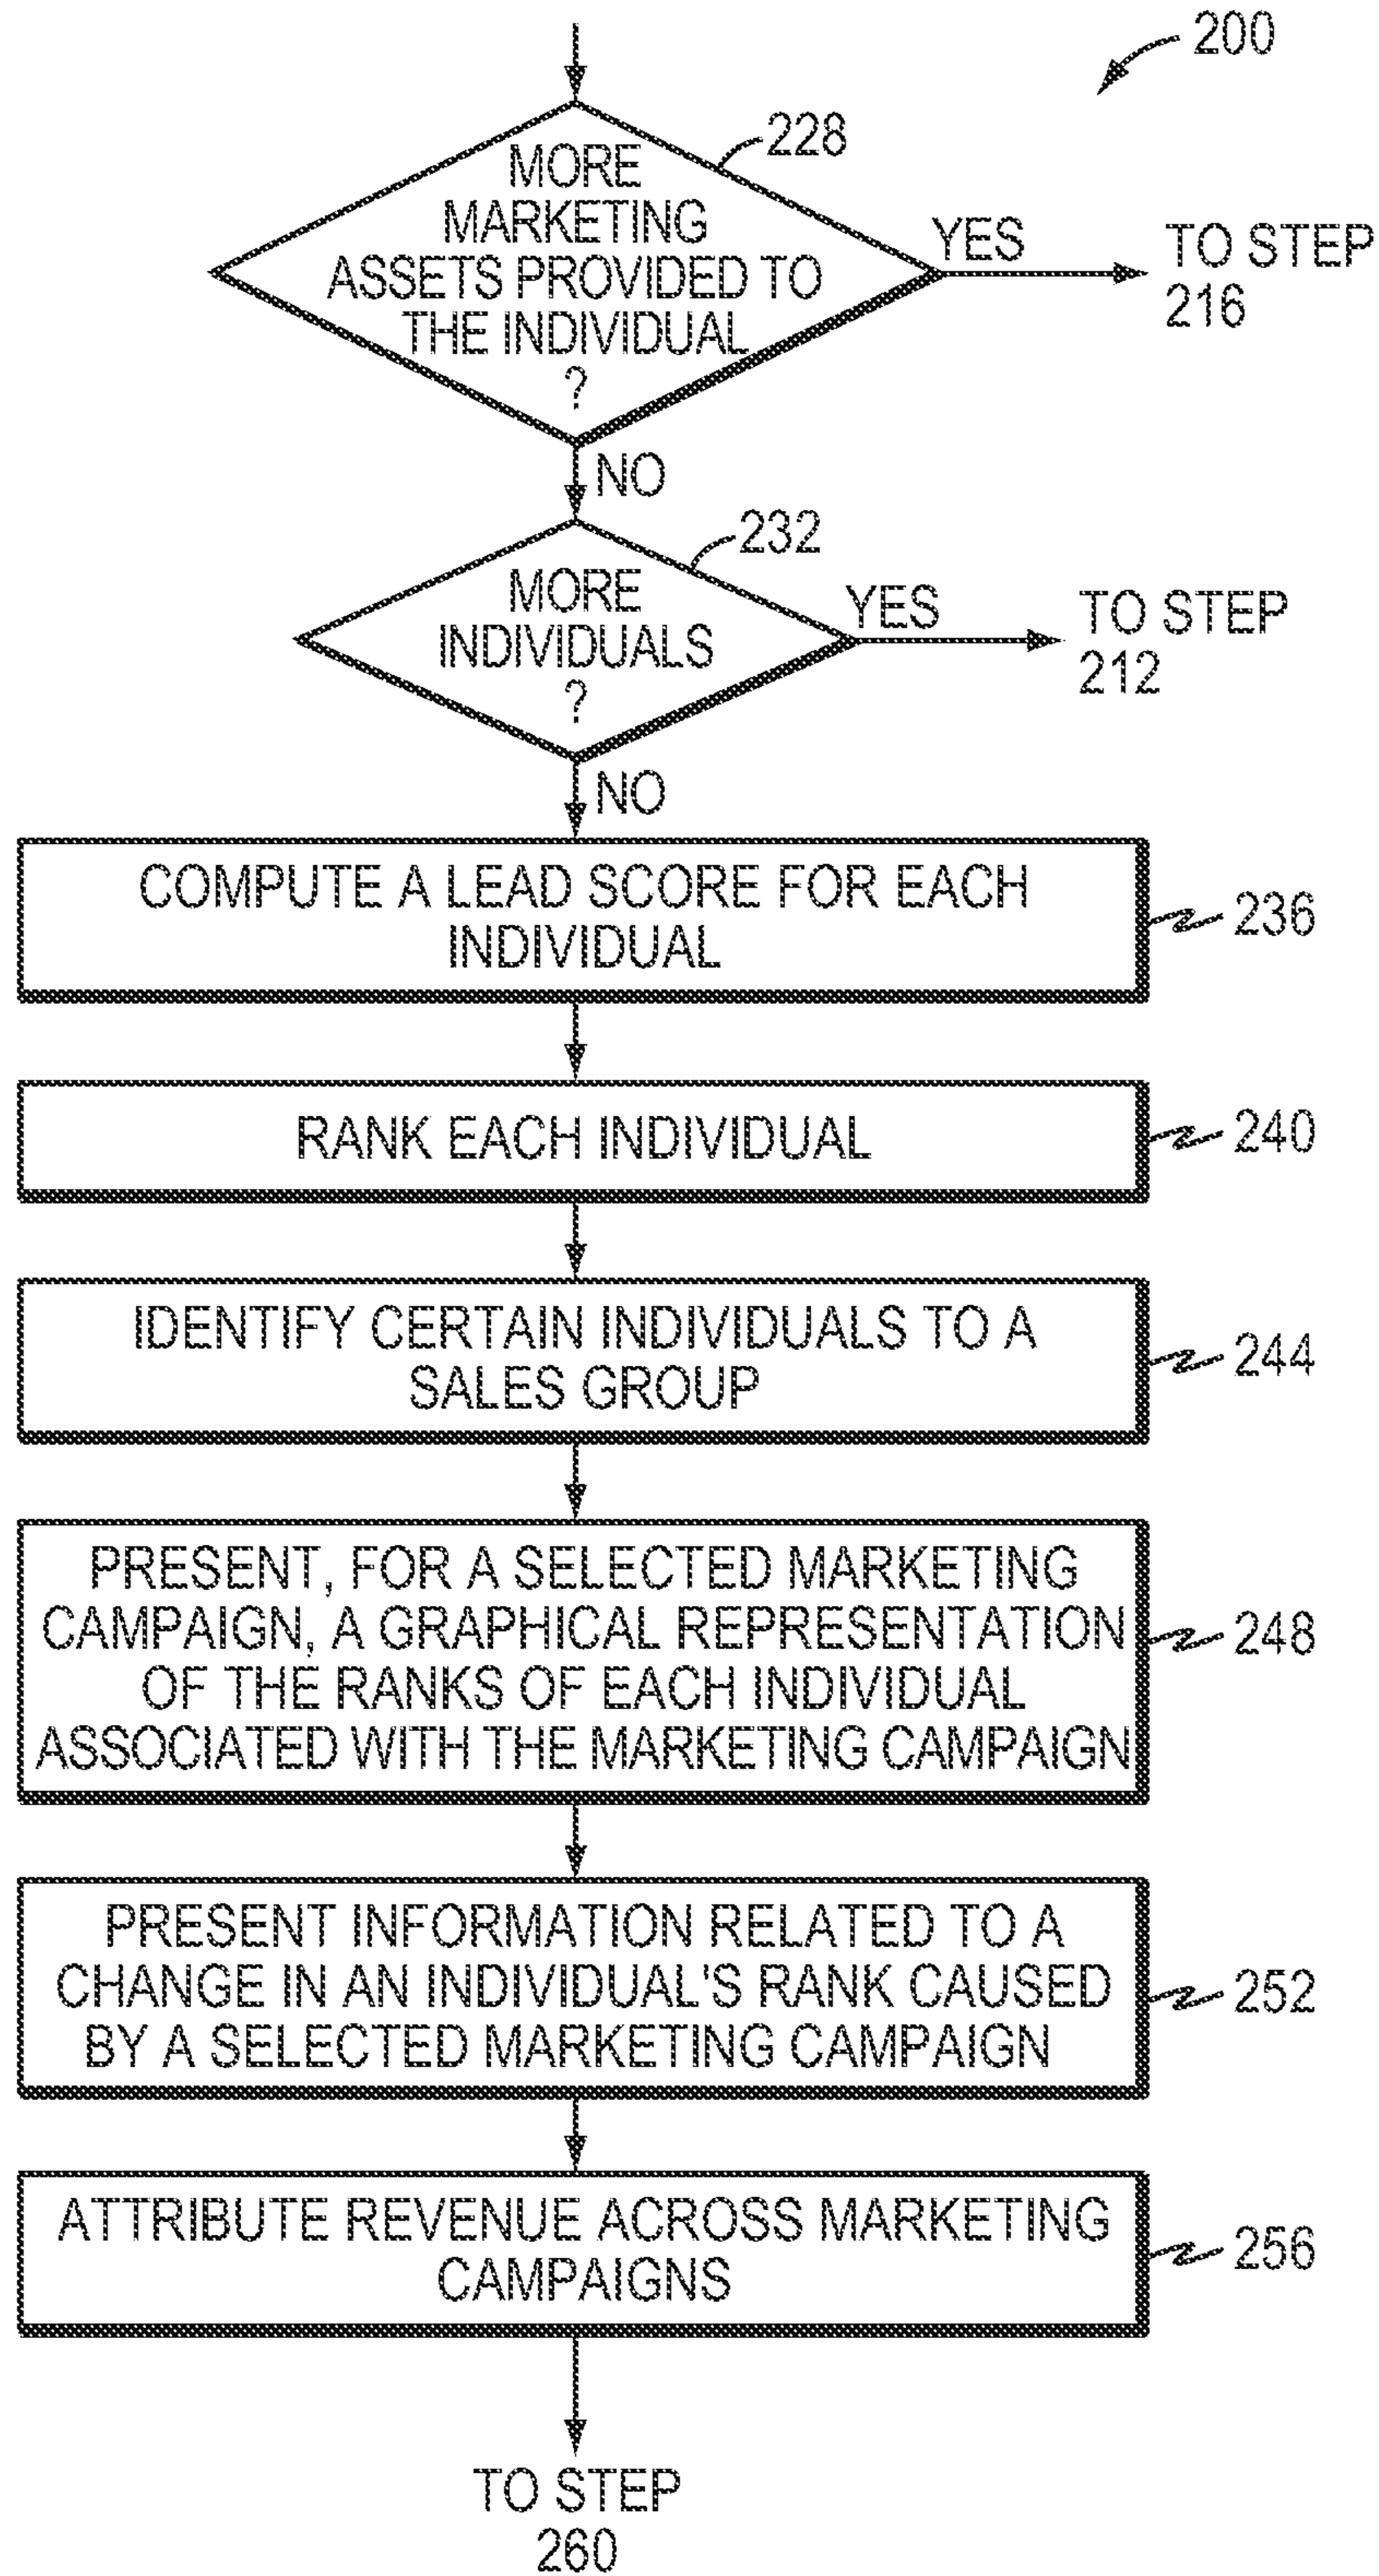 200
228
MORE
MARKETING
ASSETS PROVIDED TO
THE INDIVIDUAL
?
YES
TO STEP
216
NO
232
MORE
INDIVIDUALS
?
YES
TO STEP
212
NO
COMPUTE A LEAD SCORE FOR EACH
INDIVIDUAL
236
RANK EACH INDIVIDUAL
240
IDENTIFY CERTAIN INDIVIDUALS TO A
SALES GROUP
244
PRESENT, FOR A SELECTED MARKETING
CAMPAIGN, A GRAPHICAL REPRESENTATION
OF THE RANKS OF EACH INDIVIDUAL
ASSOCIATED WITH THE MARKETING CAMPAIGN
248
PRESENT INFORMATION RELATED TO A
CHANGE IN AN INDIVIDUAL'S RANK CAUSED
BY A SELECTED MARKETING CAMPAIGN
252
ATTRIBUTE REVENUE ACROSS MARKETING
CAMPAIGNS
256
TO STEP
260